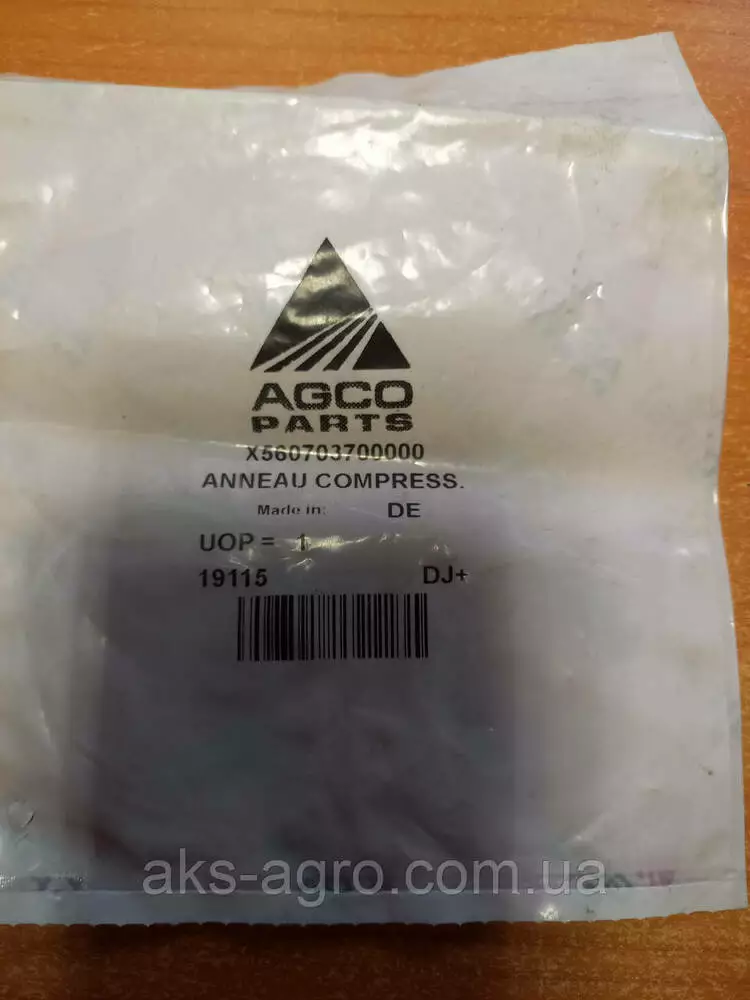 AGCO
PARTS
X560703700000
ANNEAU COMPRESS.
Made in: DE
UOP = 1
19115 DJ+
aks-agro.com.ua